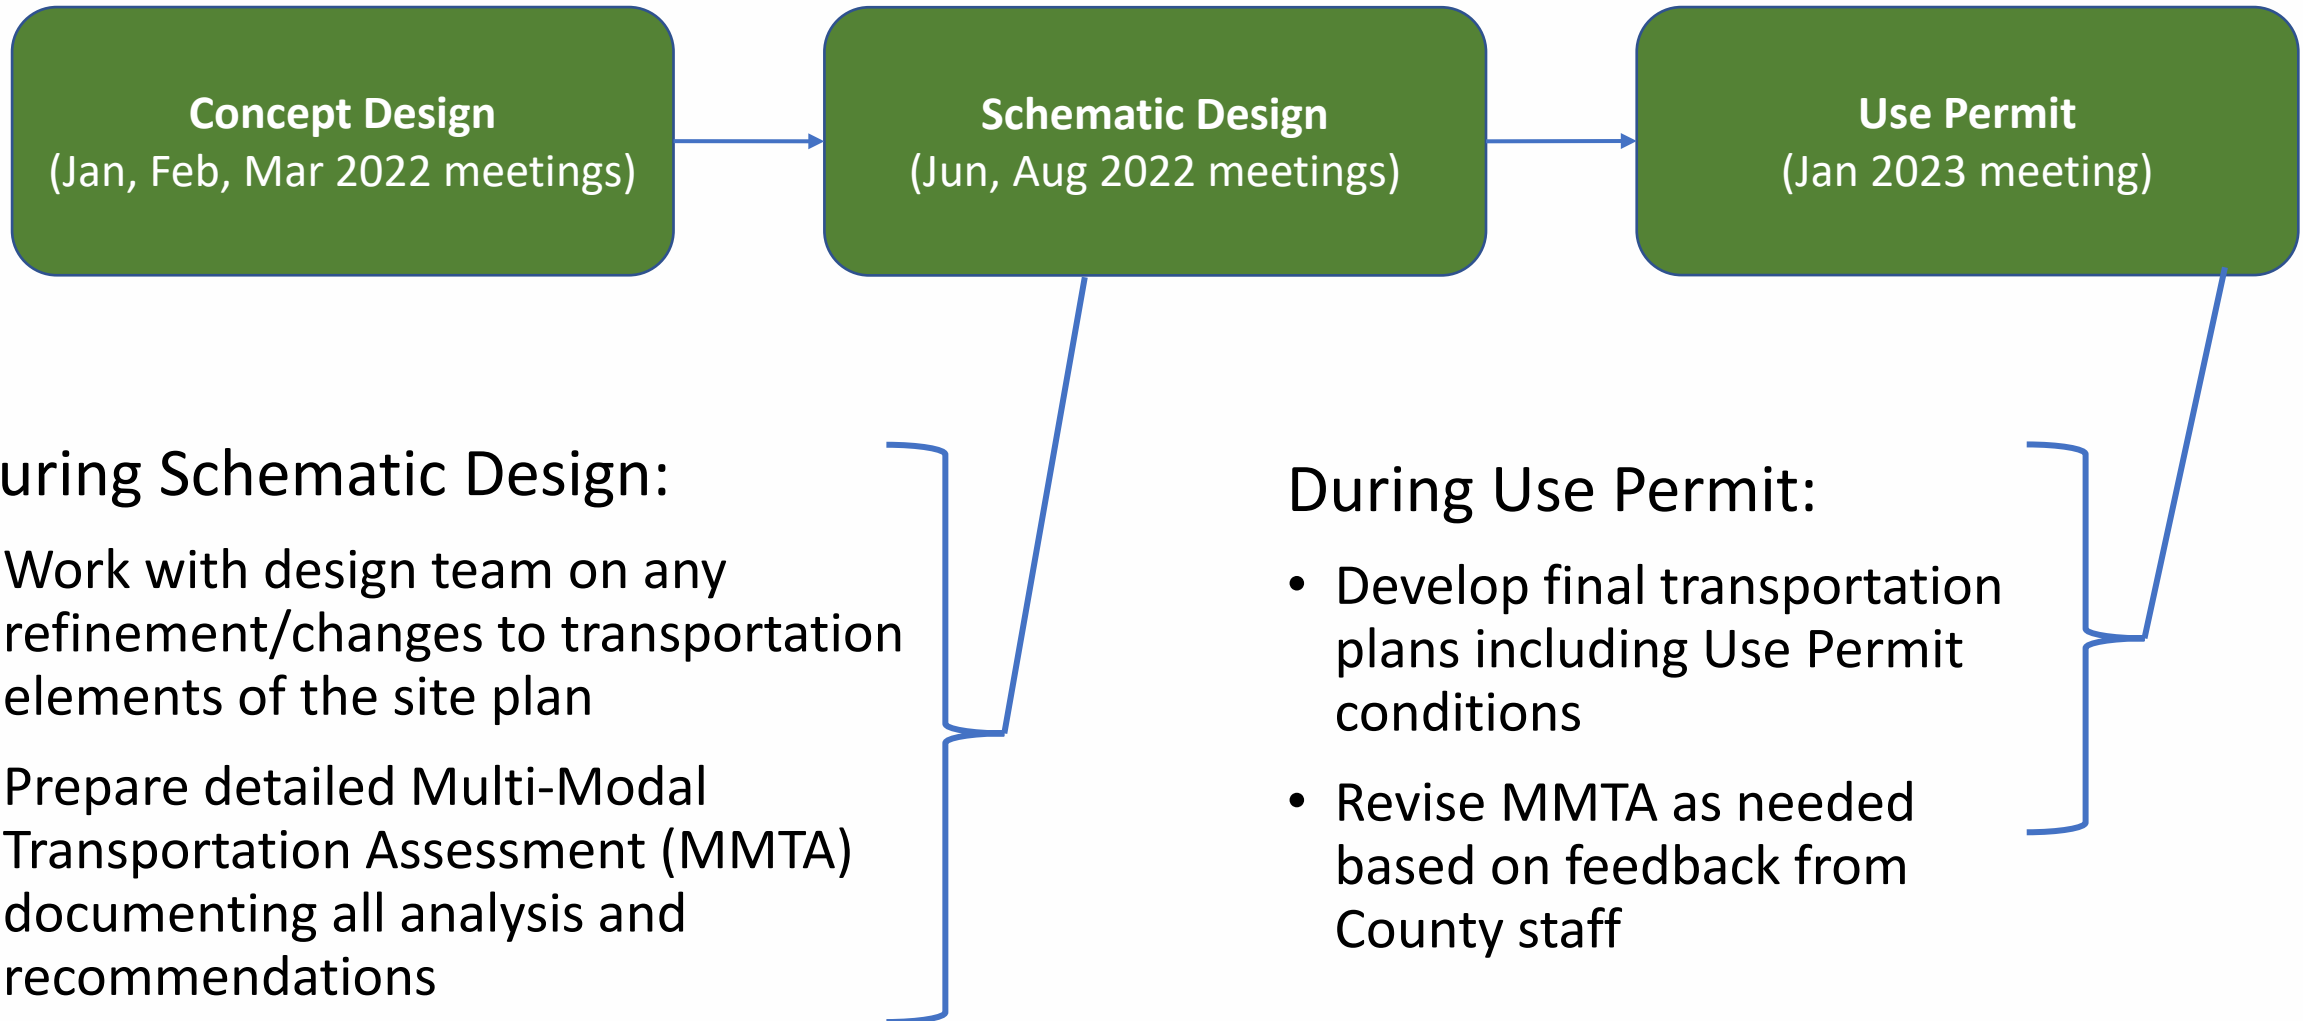 Concept Design
(Jan, Feb, Mar 2022 meetings)
Schematic Design
(Jun, Aug 2022 meetings)
Use Permit
(Jan 2023 meeting)
uring Schematic Design:
Work with design team on any
refinement/changes to transportation
elements of the site plan
Prepare detailed Multi-Modal
Transportation Assessment (MMTA)
documenting all analysis and
recommendations
During Use Permit:
• Develop final transportation
plans including Use Permit
conditions
• Revise MMTA as needed
based on feedback from
County staff